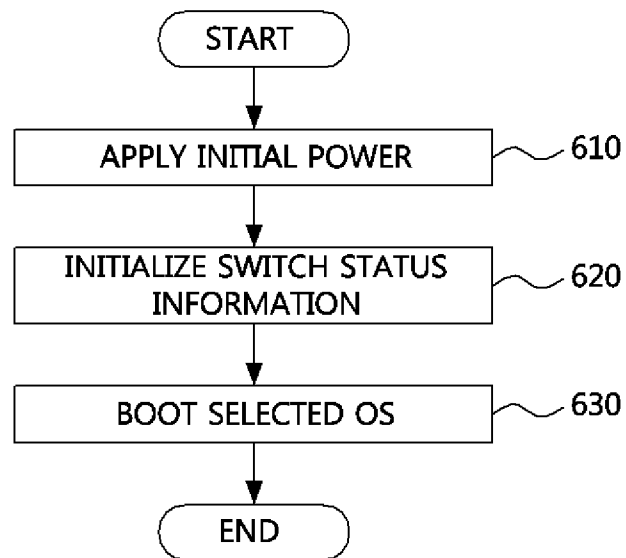 START
APPLY INITIAL POWER
610
INITIALIZE SWITCH STATUS
INFORMATION
620
BOOT SELECTED OS
630
END